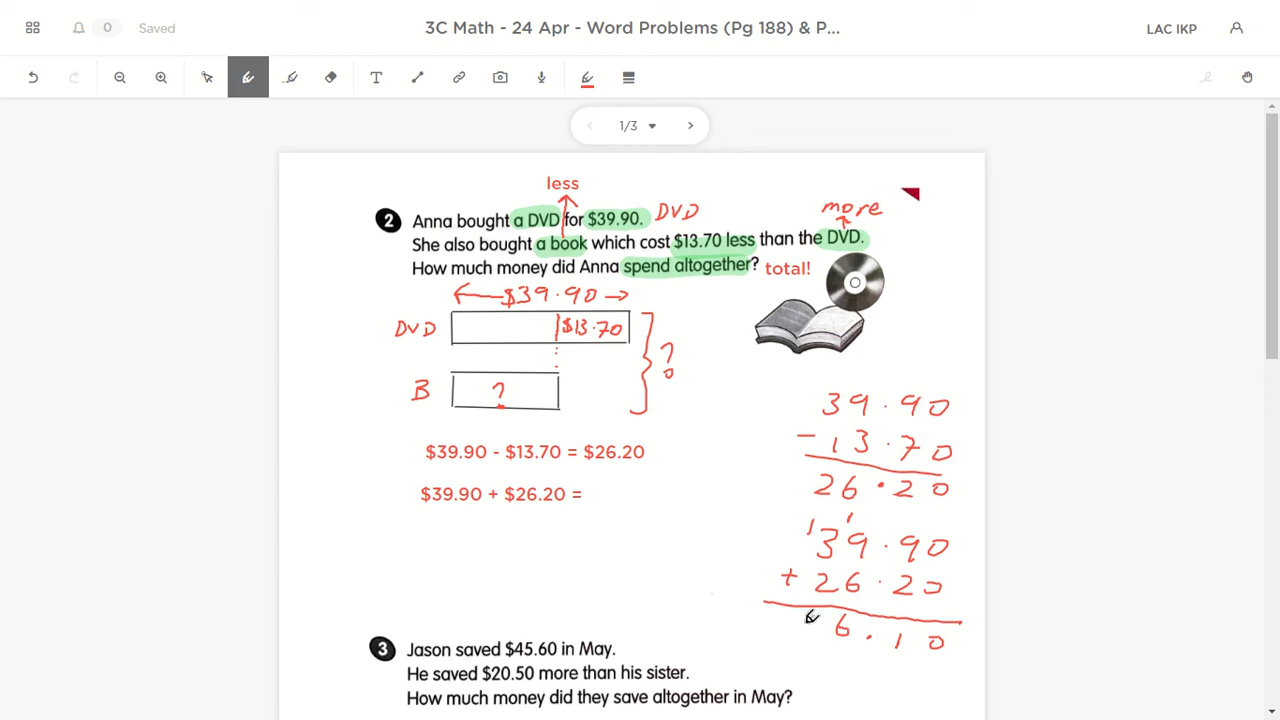 0 Saved 3C Math - 24 Apr - Word Problems (Pg 188) & P... LAC IKP
T
1/3
less
2 Anna bought a DVD for $39.90. DVD more
She also bought a book which cost $13.70 less than the DVD.
How much money did Anna spend altogether? total!
$39.90
DVD $13.70
?
B ?
39.90
- 13.70
26.20
$39.90 - $13.70 = $26.20
$39.90 + $26.20 =
1 1
39.90
+ 26.20
6.10
3 Jason saved $45.60 in May.
He saved $20.50 more than his sister.
How much money did they save altogether in May?